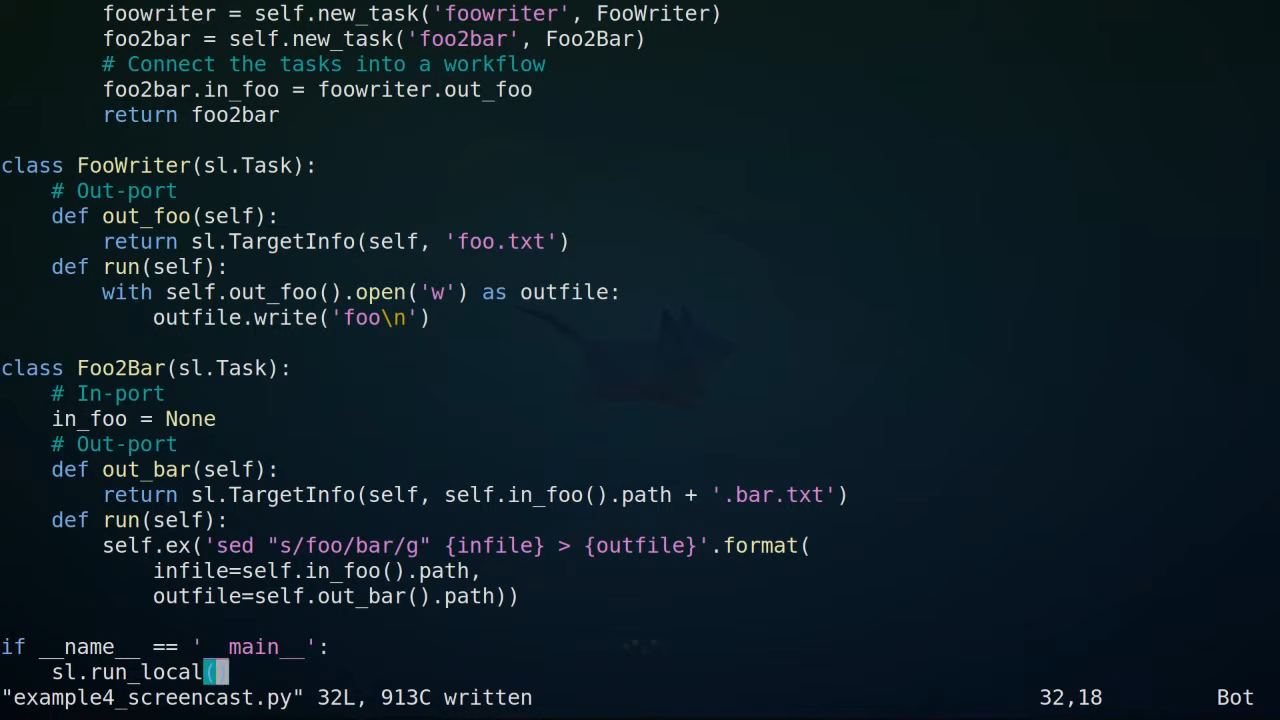 foowriter = self.new_task('foowriter', FooWriter)
foo2bar = self.new_task('foo2bar', Foo2Bar)
# Connect the tasks into a workflow
foo2bar.in_foo = foowriter.out_foo
return foo2bar
class FooWriter(sl.Task):
# Out-port
def out_foo(self):
return sl.TargetInfo(self, 'foo.txt')
def run(self):
with self.out_foo().open('w') as outfile:
outfile.write('foo\n')
class Foo2Bar(sl.Task):
# In-port
in_foo = None
# Out-port
def out_bar(self):
return sl.TargetInfo(self, self.in_foo().path + '.bar.txt')
def run(self):
self.ex('sed "s/foo/bar/g" {infile} > {outfile}'.format(
infile=self.in_foo().path,
outfile=self.out_bar().path))
if __name__ == '__main__':
sl.run_local()
"example4_screencast.py" 32L, 913C written 32,18 Bot